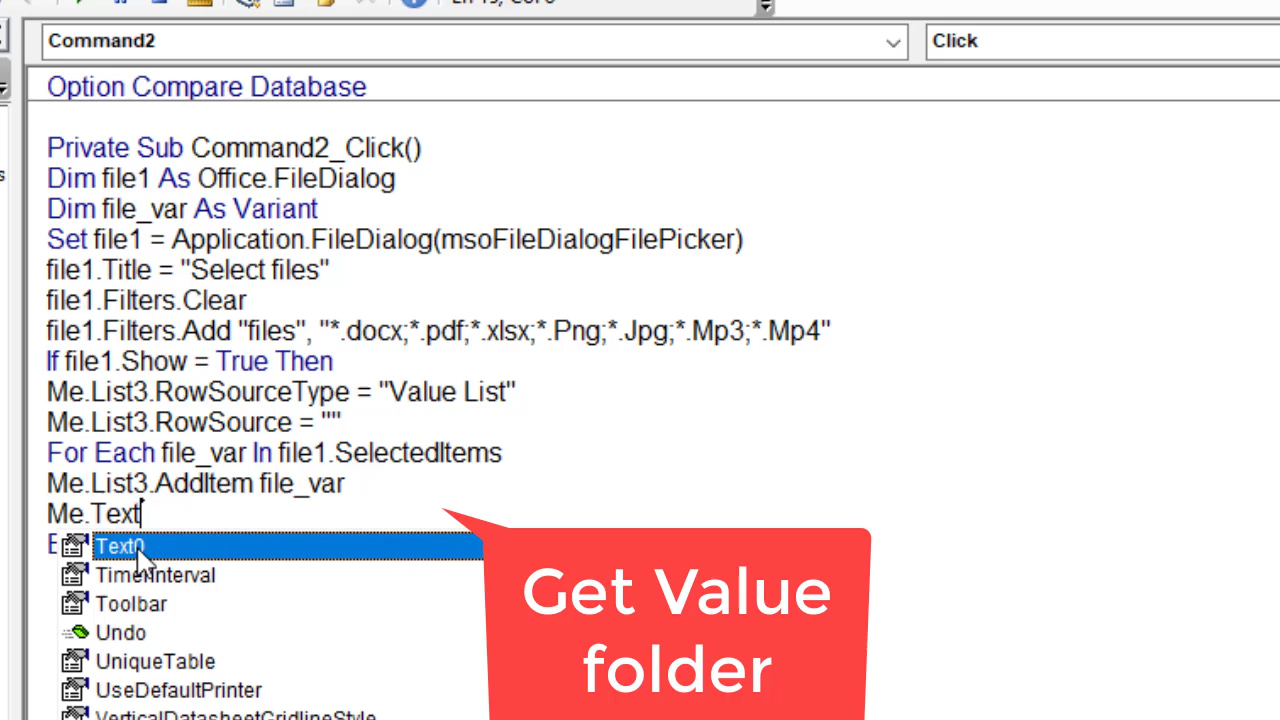 Command2
Click
Option Compare Database
Private Sub Command2_Click()
Dim file1 As Office.FileDialog
Dim file_var As Variant
Set file1 = Application.FileDialog(msoFileDialogFilePicker)
file1.Title = "Select files"
file1.Filters.Clear
file1.Filters.Add "files", "*.docx;*.pdf;*.xlsx;*.Png;*.Jpg;*.Mp3;*.Mp4"
If file1.Show = True Then
Me.List3.RowSourceType = "Value List"
Me.List3.RowSource = ""
For Each file_var In file1.SelectedItems
Me.List3.AddItem file_var
Me.Text
Text0
TimerInterval
Toolbar
Undo
UniqueTable
UseDefaultPrinter
VerticalDatasheetGridlineStyle
Get Value
folder